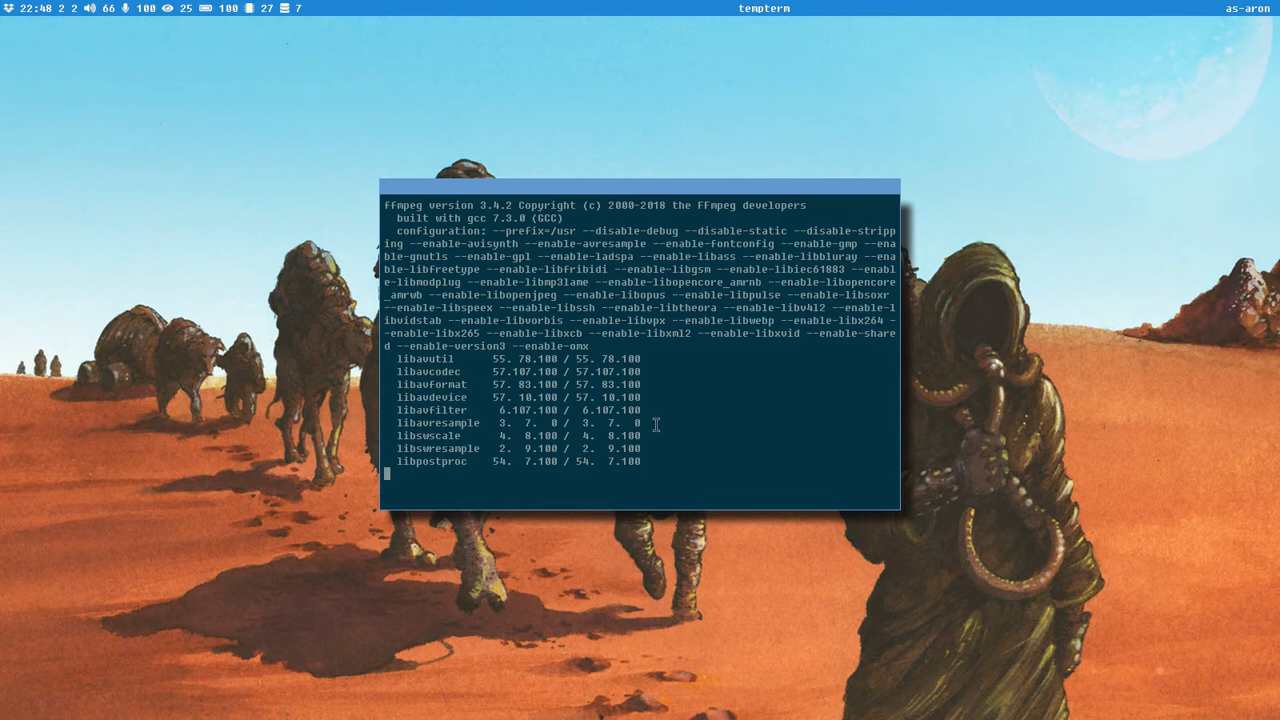 22:48 2 2 66 100 25 100 27 7 tempterm as-aron
ffmpeg version 3.4.2 Copyright (c) 2000-2018 the FFmpeg developers
built with gcc 7.3.0 (GCC)
configuration: --prefix=/usr --disable-debug --disable-static --disable-stripp
ing --enable-avisynth --enable-avresample --enable-fontconfig --enable-gmp --ena
ble-gnutls --enable-gpl --enable-ladspa --enable-libass --enable-libbluray --ena
ble-libfreetype --enable-libfribidi --enable-libgsm --enable-libiec61883 --enabl
e-libmodplug --enable-libmp3lame --enable-libopencore_amrnb --enable-libopencore
_amrwb --enable-libopenjpeg --enable-libopus --enable-libpulse --enable-libsoxr
--enable-libspeex --enable-libssh --enable-libtheora --enable-libv4l2 --enable-l
ibvidstab --enable-libvorbis --enable-libvpx --enable-libwebp --enable-libx264 -
-enable-libx265 --enable-libxcb --enable-libxml2 --enable-libxvid --enable-share
d --enable-version3 --enable-omx
libavutil 55. 78.100 / 55. 78.100
libavcodec 57.107.100 / 57.107.100
libavformat 57. 83.100 / 57. 83.100
libavdevice 57. 10.100 / 57. 10.100
libavfilter 6.107.100 / 6.107.100
libavresample 3. 7. 0 / 3. 7. 0
libswscale 4. 8.100 / 4. 8.100
libswresample 2. 9.100 / 2. 9.100
libpostproc 54. 7.100 / 54. 7.100